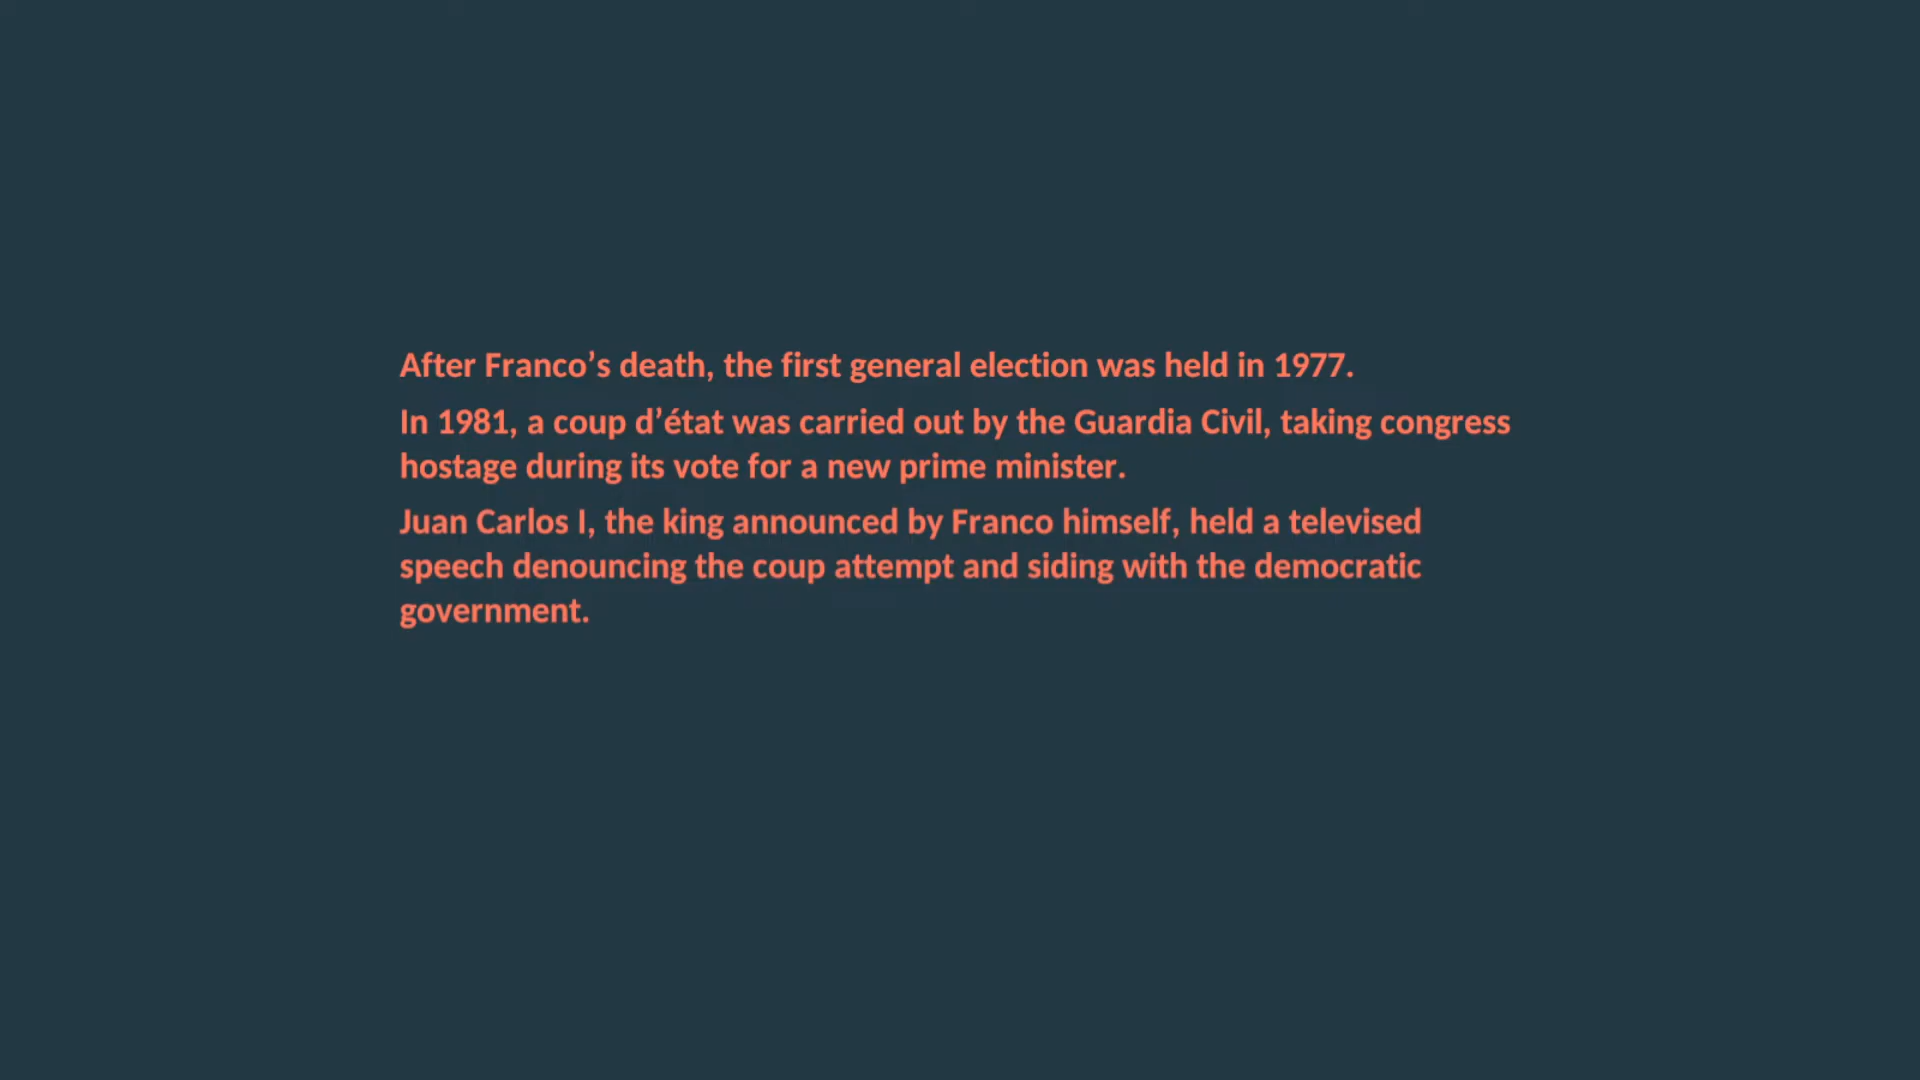 After Franco’s death, the first general election was held in 1977.
In 1981, a coup d’état was carried out by the Guardia Civil, taking congress
hostage during its vote for a new prime minister.
Juan Carlos I, the king announced by Franco himself, held a televised
speech denouncing the coup attempt and siding with the democratic
government.